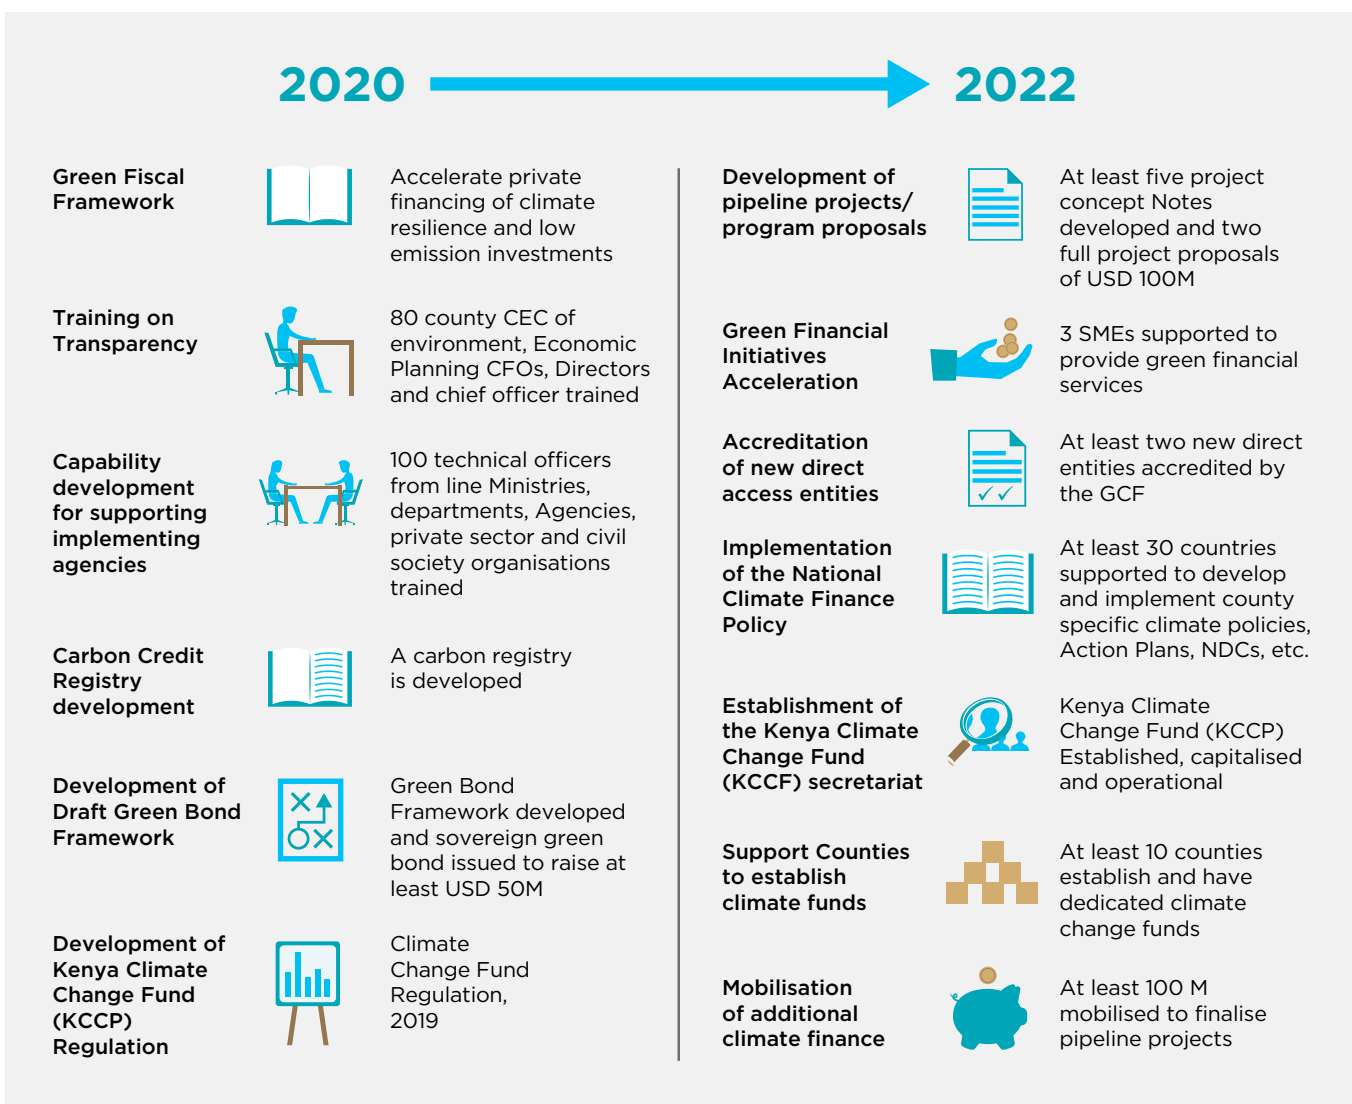 2020
2022
Green Fiscal
Framework
Accelerate private
financing of climate
resilience and low
emission investments
Training on
Transparency
80 county CEC of
environment, Economic
Planning CFOs, Directors
and chief officer trained
Capability
development
for supporting
implementing
agencies
100 technical officers
from line Ministries,
departments, Agencies,
private sector and civil
society organisations
trained
Carbon Credit
Registry
development
A carbon registry
is developed
Development of
Draft Green Bond
Framework
Green Bond
Framework developed
and sovereign green
bond issued to raise at
least USD 50M
Development of
Kenya Climate
Change Fund
(KCCP)
Regulation
Climate
Change Fund
Regulation,
2019
Development of
pipeline projects/
program proposals
At least five project
concept Notes
developed and two
full project proposals
of USD 100M
Green Financial
Initiatives
Acceleration
3 SMEs supported to
provide green financial
services
Accreditation
of new direct
access entities
At least two new direct
entities accredited by
the GCF
Implementation
of the National
Climate Finance
Policy
At least 30 countries
supported to develop
and implement county
specific climate policies,
Action Plans, NDCs, etc.
Establishment of
the Kenya Climate
Change Fund
(KCCF) secretariat
Kenya Climate
Change Fund (KCCP)
Established, capitalised
and operational
Support Counties
to establish
climate funds
At least 10 counties
establish and have
dedicated climate
change funds
Mobilisation
of additional
climate finance
At least 100 M
mobilised to finalise
pipeline projects